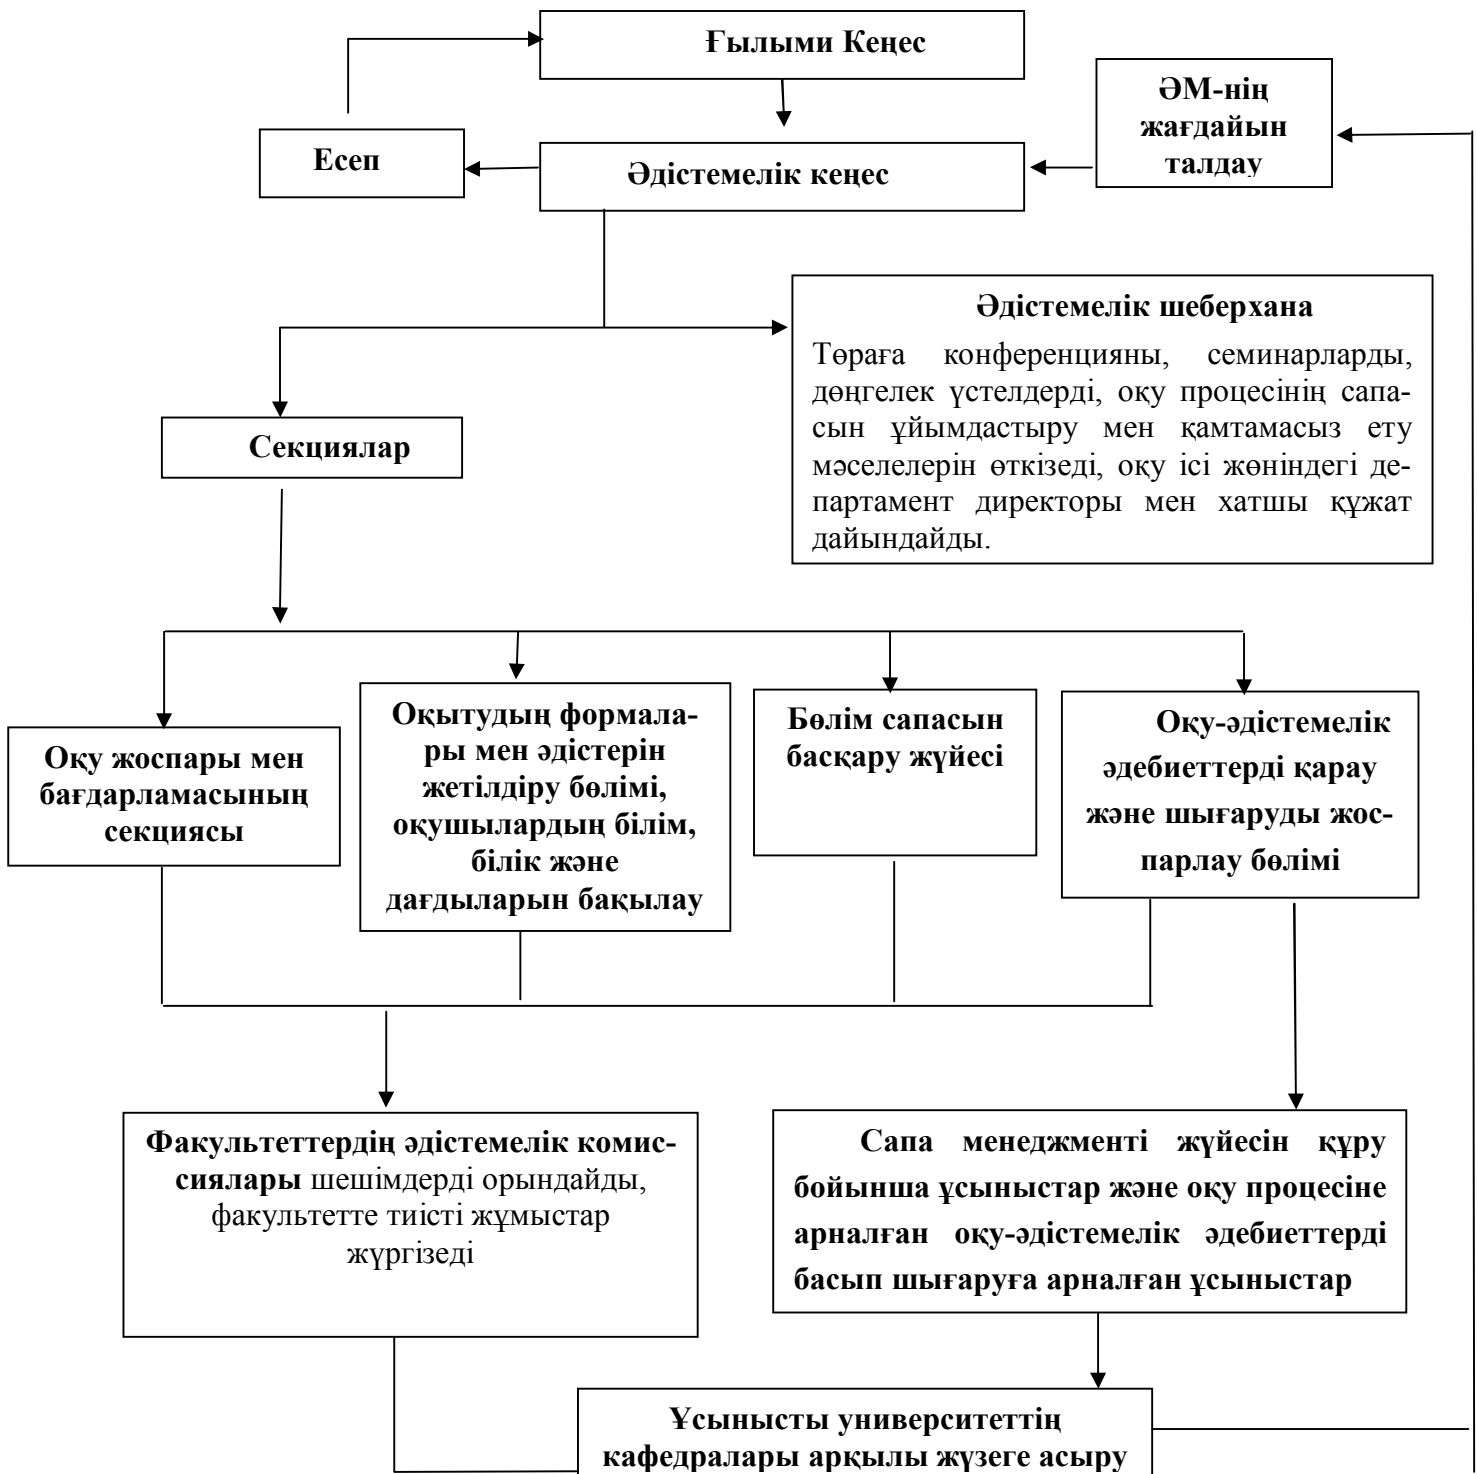 Ғылыми Кеңес
ӘМ-нің
жағдайын
талдау
Есеп
Әдістемелік кеңес
Әдістемелік шеберхана
Төраға конференцияны, семинарларды,
дөңгелек үстелдерді, оқу процесінің сапа-
сын ұйымдастыру мен қамтамасыз ету
мәселелерін өткізеді, оқу ісі жөніндегі де-
партамент директоры мен хатшы құжат
дайындайды.
Секциялар
Оқу жоспары мен
бағдарламасының
секциясы
Оқытудың формала-
ры мен әдістерін
жетілдіру бөлімі,
оқушылардың білім,
білік және
дағдыларын бақылау
Бөлім сапасын
басқару жүйесі
Оқу-әдістемелік
әдебиеттерді қарау
және шығаруды жос-
парлау бөлімі
Факультеттердің әдістемелік комис-
сиялары шешімдерді орындайды,
факультетте тиісті жұмыстар
жүргізеді
Сапа менеджменті жүйесін құру
бойынша ұсыныстар және оқу процесіне
арналған оқу-әдістемелік әдебиеттерді
басып шығаруға арналған ұсыныстар
Ұсынысты университеттің
кафедралары арқылы жүзеге асыру